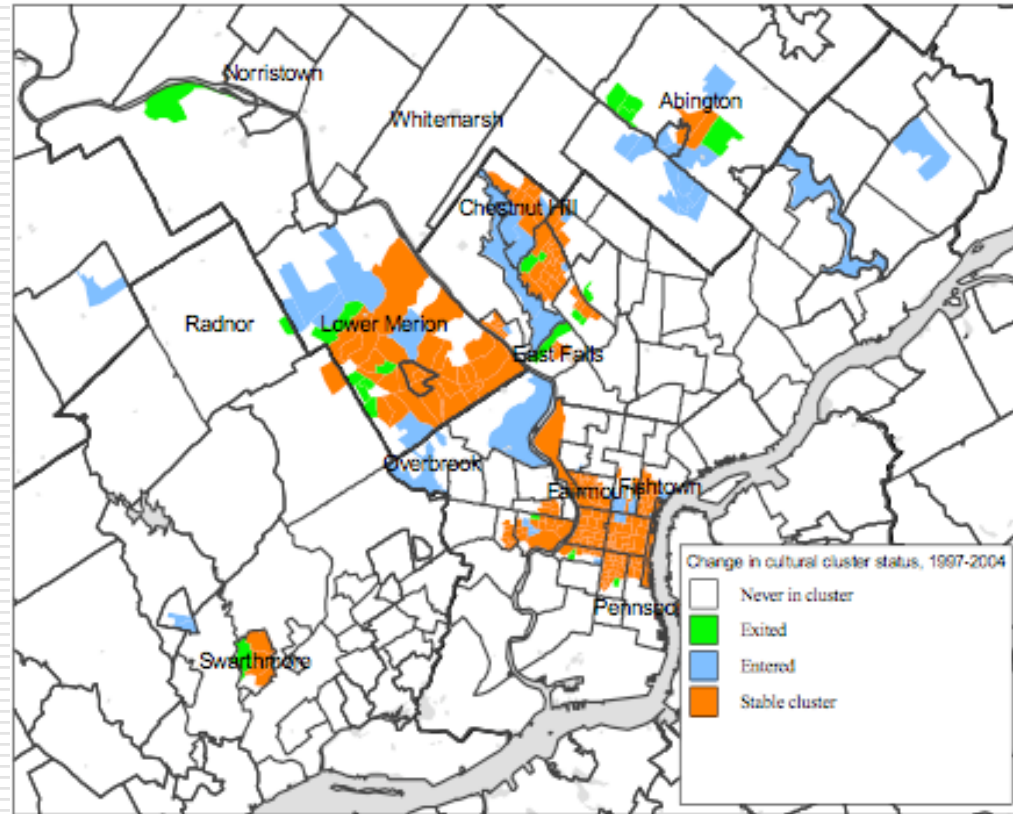 Norristown
Abington
Whitemarsh
Chestnut Hill
Radnor
Lower Merion
East Falls
Overbrook
Fairmount
Fishtown
Change in cultural cluster status, 1997-2004
Never in cluster
Exited
Entered
Stable cluster
Pennspo
Swarthmore